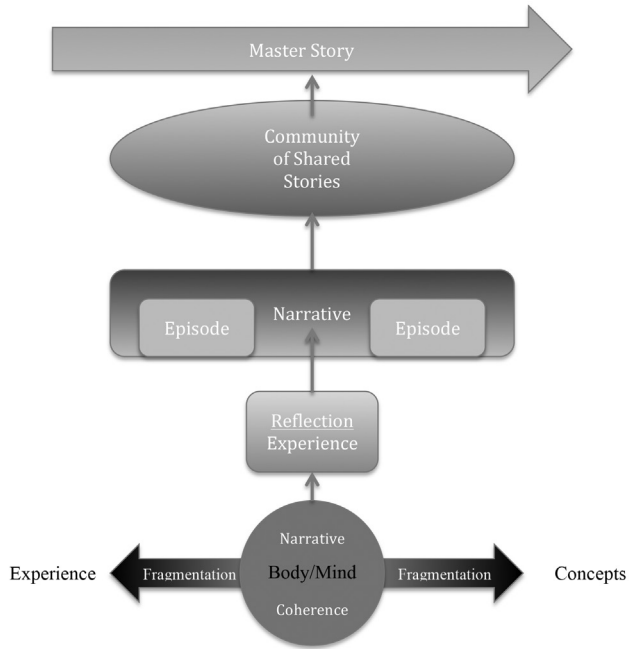 Master Story
Community
of Shared
Stories
Episode
Narrative
Episode
Reflection
Experience
Narrative
Experience
Fragmentation
Body/Mind
Fragmentation
Concepts
Coherence